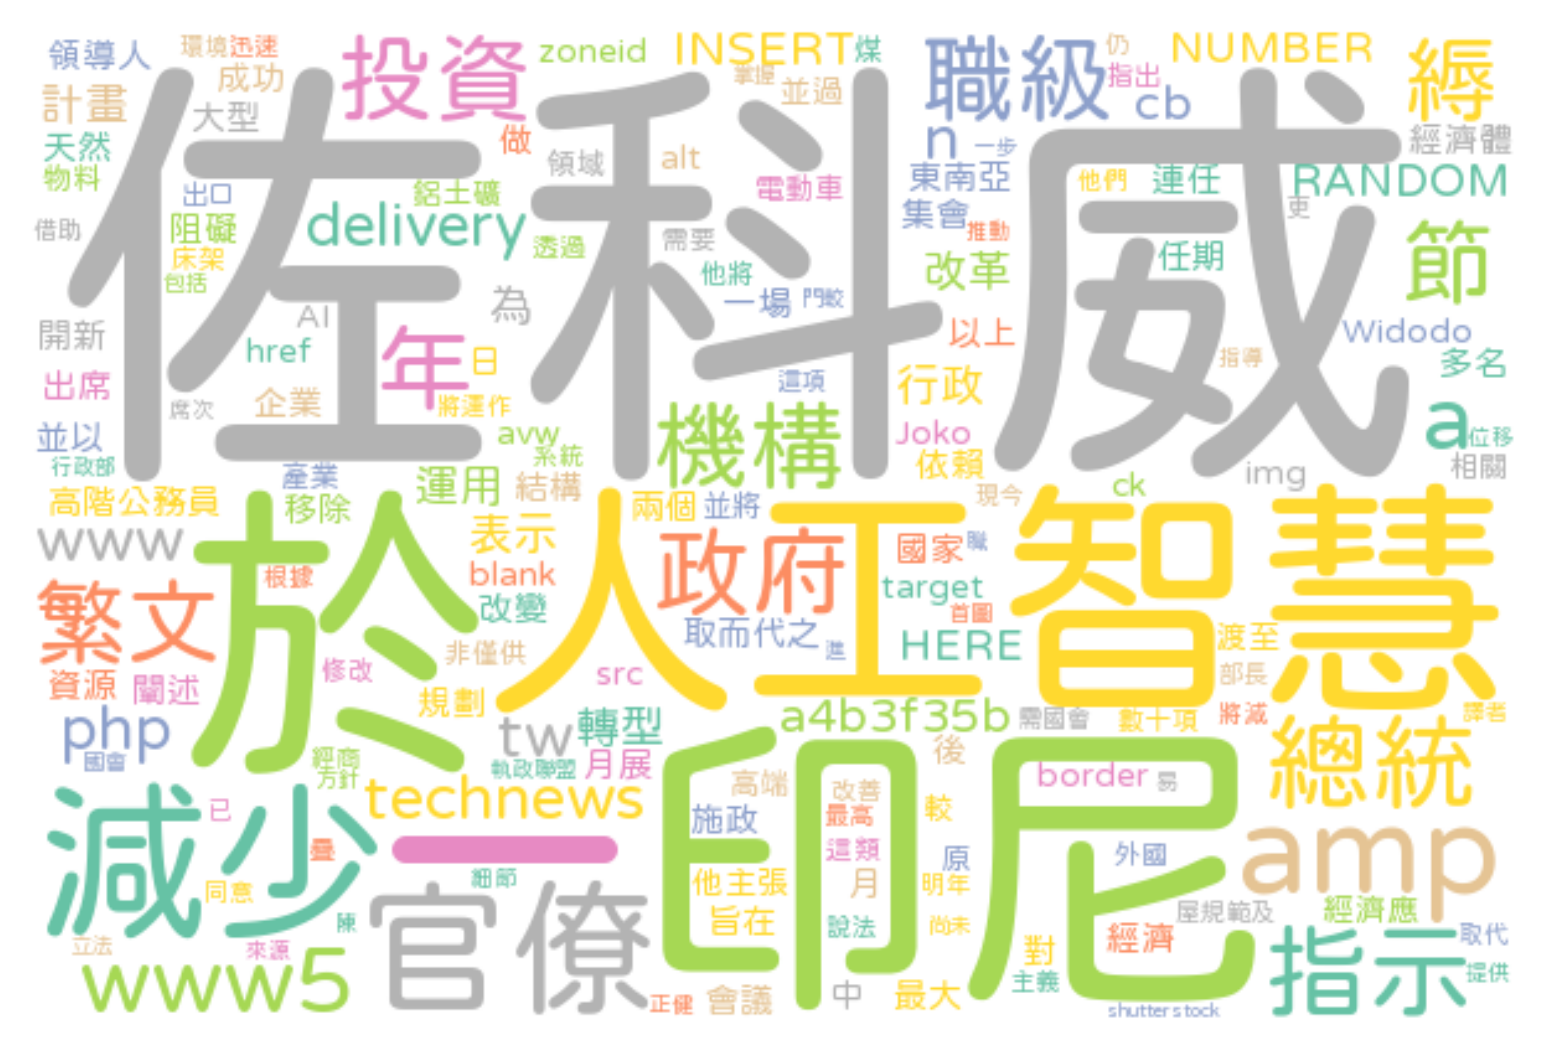 領導人
環境
迅速
投資
zoneid
INSERT
煤
職級
仍
NUMBER
縟
計畫
成功
掌握
並過
指出
cb
大型
佐科威
n
一步
經濟體
天然
做
領域
alt
電動車
東南亞
他們
連任
RANDOM
物料
出口
鋁土礦
集會
吏
借助
阻礙
delivery
透過
需要
推動
節
床架
包括
他將
改革
任期
開新
AI
為
一場
門較
以上
Widodo
href
年
日
指導
多名
出席
席次
企業
將運作
這項
行政
並以
avw
機構
Joko
a
位移
行政部
產業
系統
依賴
相關
運用
結構
img
高階公務員
移除
兩個
並將
現今
ck
www
於
表示
人工智慧
政府
國家
職
繁文
根據
blank
target
改變
首圖
取而代之
HERE
進
渡至
非僅供
資源
闡述
修改
src
部長
規劃
php
tw
轉型
a4b3f35b
需國會
數十項
將減
譯者
國會
經商
方針
執政聯盟
月展
印尼
後
總統
減少
technews
高端
改善
border
易
已
一
施政
最高
較
疊
這類
原
外國
amp
同意
細節
他主張
月
明年
陳
官僚
旨在
說法
尚未
屋規範及
經濟應
立法
來源
對
經濟
指示
取代
www5
主義
提供
正健
會議
中
最大
shutterstock